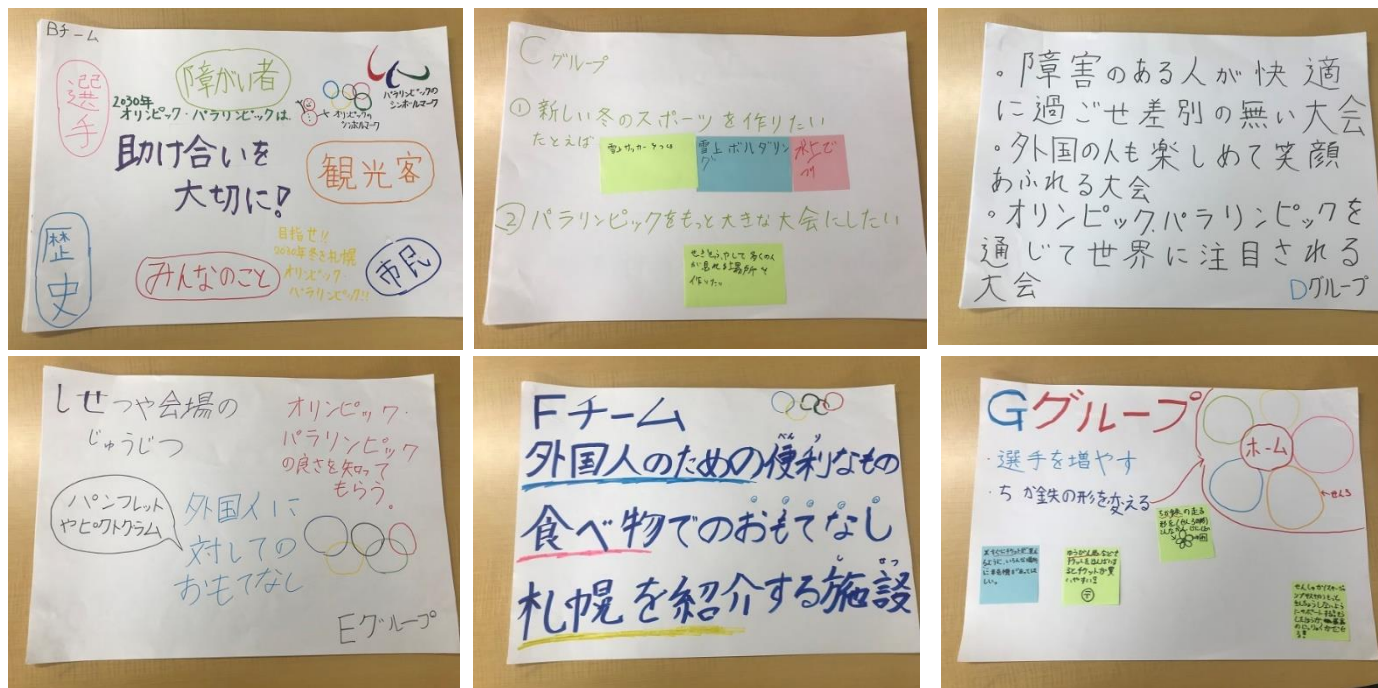 Bチーム
選手
障がい者
パラリンピックの
シンボルマーク
2030年
オリンピック・パラリンピックは、
オリンピックの
シンボルマーク
助け合いを
大切に!
観光客
歴史
みんなのこと
目指せ!!
2030年冬季札幌
オリンピック・
パラリンピック!!
市民
Cグループ
① 新しい冬のスポーツを作りたい
たとえば
雪上サッカー
雪上ボルダリン
グ
氷上で
② パラリンピックをもっと大きな大会にしたい
作りたい。
・障害のある人が快適
に過ごせ差別の無い大会
・外国の人も楽しめて笑顔
あふれる大会
・オリンピック、パラリンピックを
通じて世界に注目される
大会
Dグループ
しせつや会場の
じゅうじつ
オリンピック・
パラリンピック
の良さを知って
もらう。
パンフレット
やピクトグラム
外国人に
対しての
おもてなし
Eグループ
Fチーム
外国人のための便利なもの
べんり
食べ物でのおもてなし
札幌を紹介する施設
しせつ
Gグループ
・選手を増やす
・ちか鉄の形を変える
ホーム
せんろ